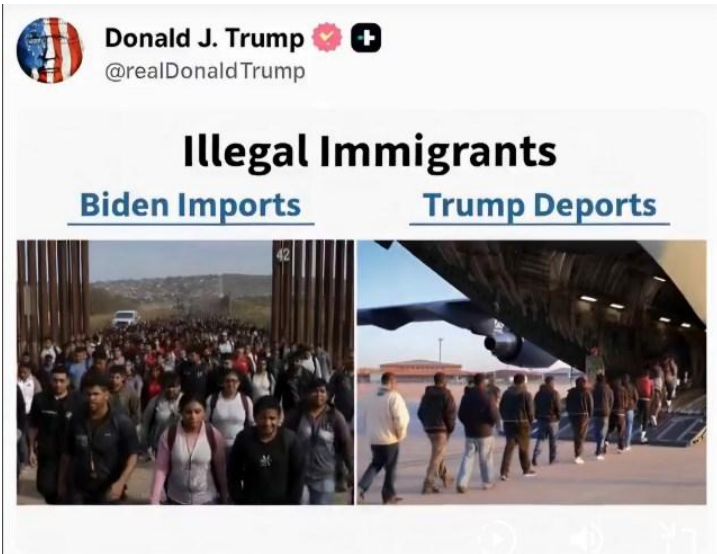 Donald J. Trump
@realDonaldTrump
Illegal Immigrants
Biden Imports
Trump Deports
42